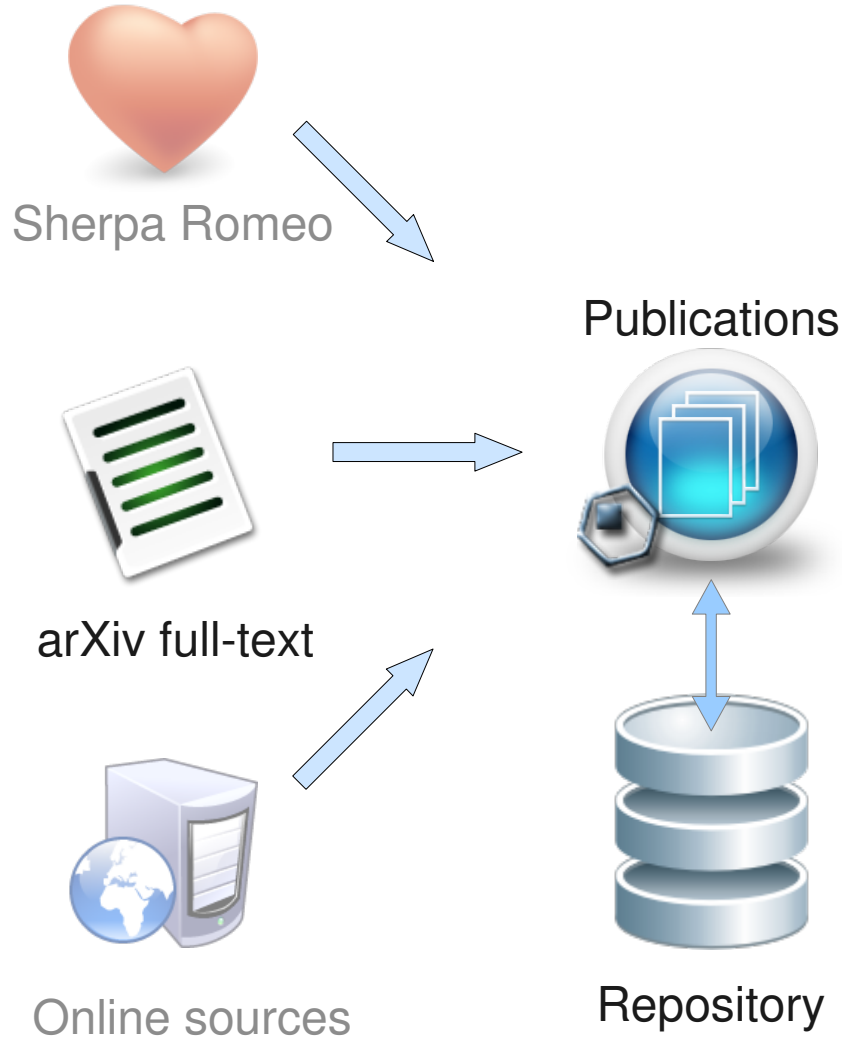 Sherpa Romeo
Publications
arXiv full-text
Online sources
Repository